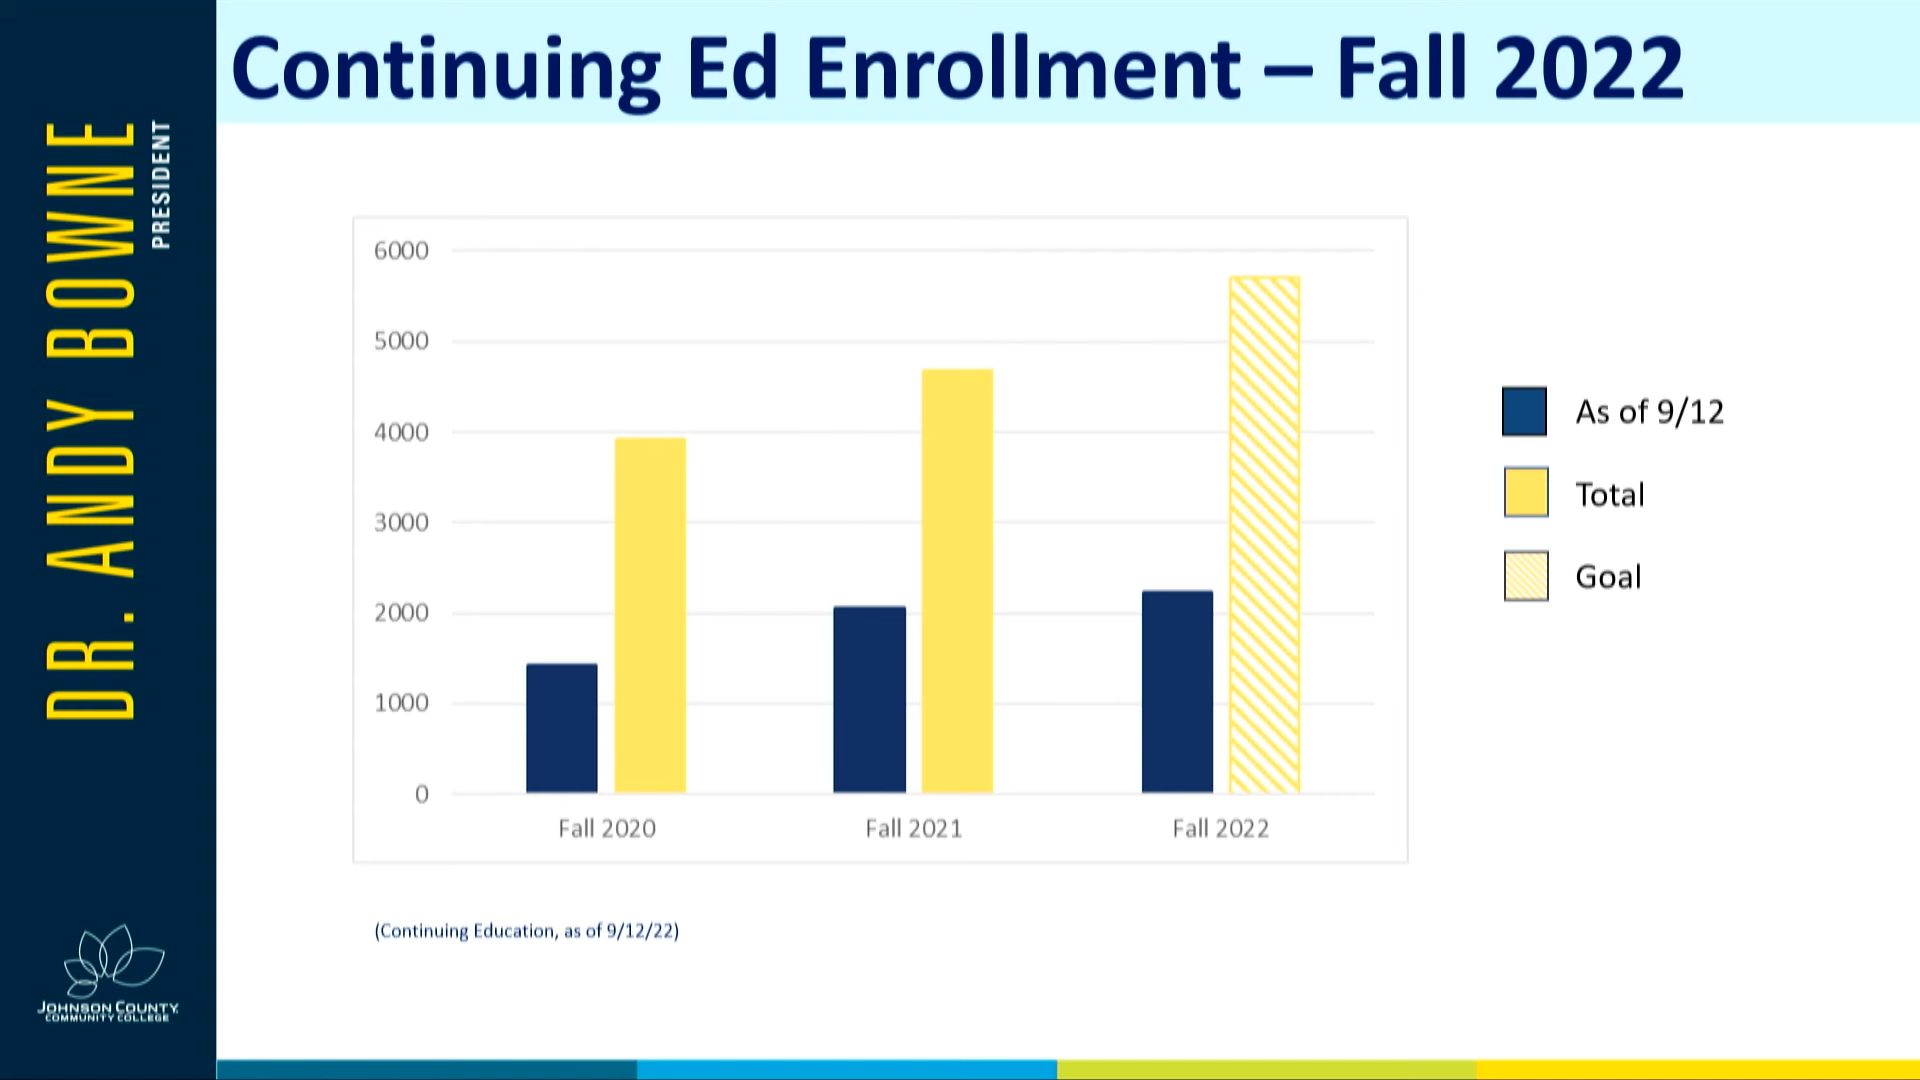 Continuing Ed Enrollment – Fall 2022
DR. ANDY BOWNE
PRESIDENT
6000
5000
4000
3000
2000
1000
0
Fall 2020
Fall 2021
Fall 2022
As of 9/12
Total
Goal
(Continuing Education, as of 9/12/22)
JOHNSON COUNTY
COMMUNITY COLLEGE